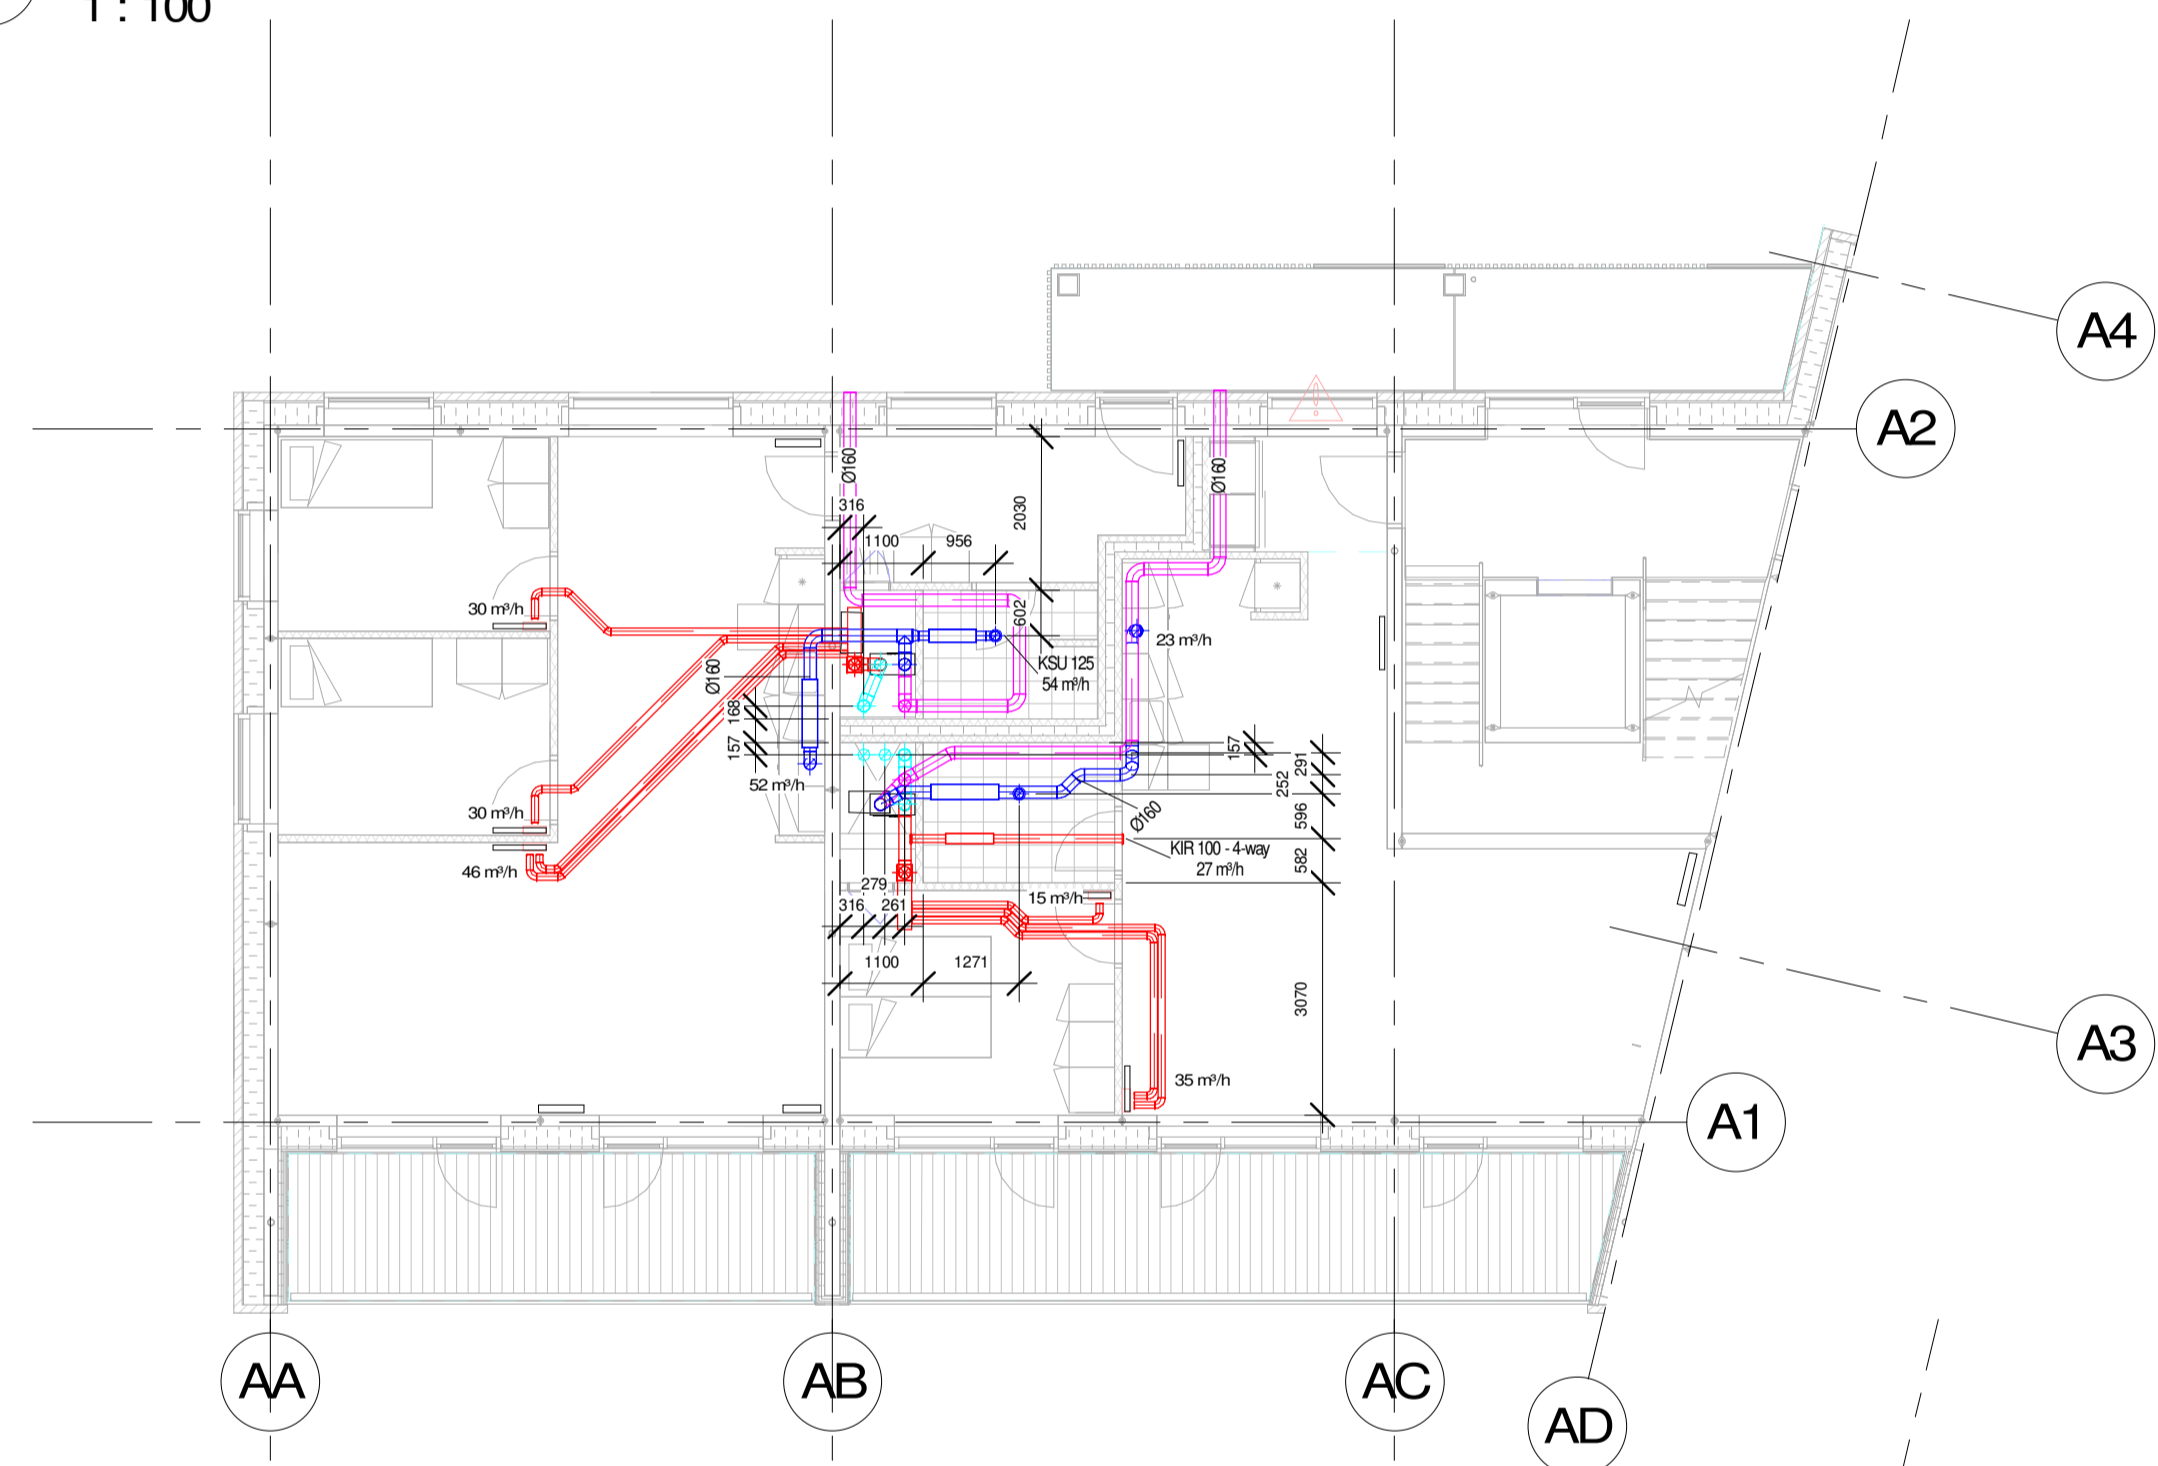 1 : 100
A4
A2
Ø160
Ø160
316
2030
1100
956
30 m³/h
602
23 m³/h
KSU 125
54 m³/h
Ø160
168
157
157
291
252
52 m³/h
30 m³/h
596
Ø160
KIR 100 - 4-way
27 m³/h
582
46 m³/h
279
316
261
15 m³/h
1100
1271
3070
A3
35 m³/h
A1
AA
AB
AC
AD